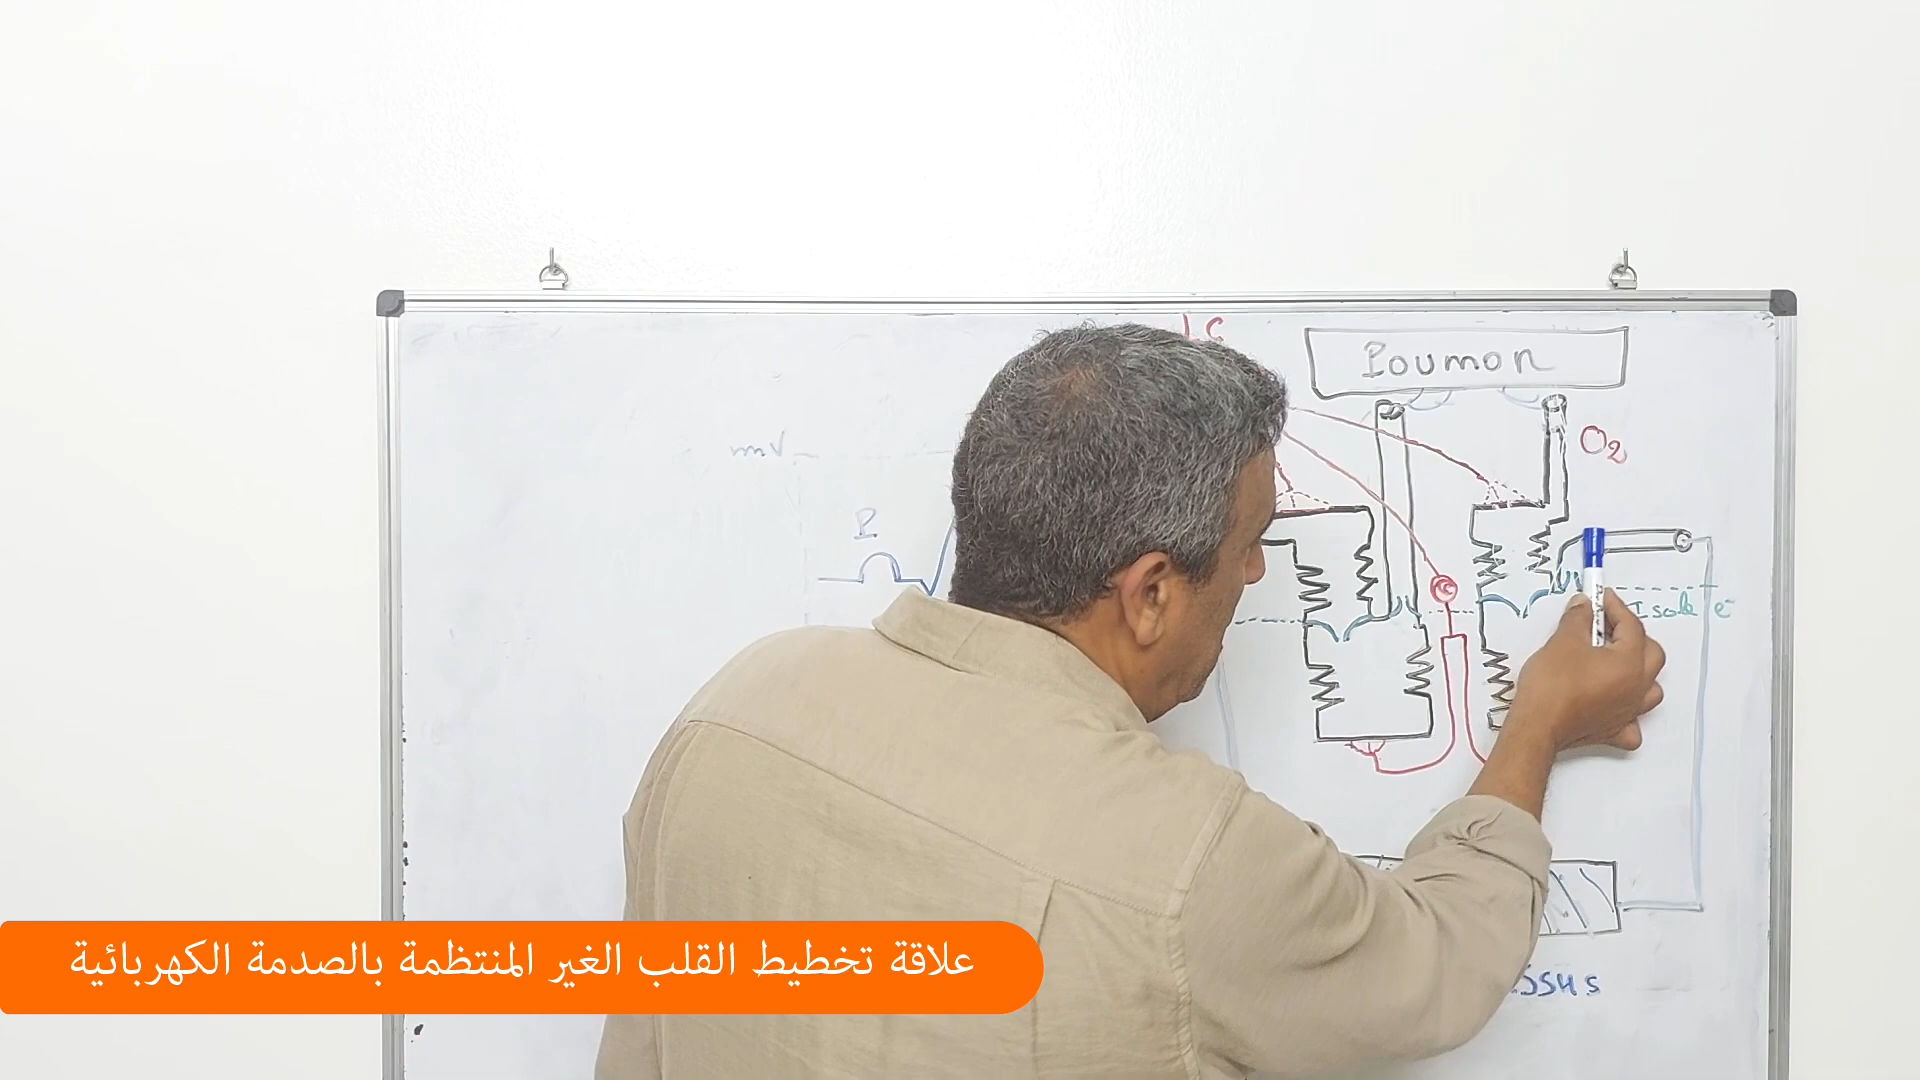 Poumon
mV
O2
P
Isolé e
علاقة تخطيط القلب الغير المنتظمة بالصدمة الكهربائية